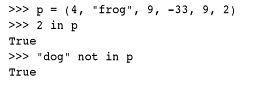 >>> p = (4, "frog", 9, -33, 9, 2)
>>> 2 in p
True
>>> "dog" not in p
True